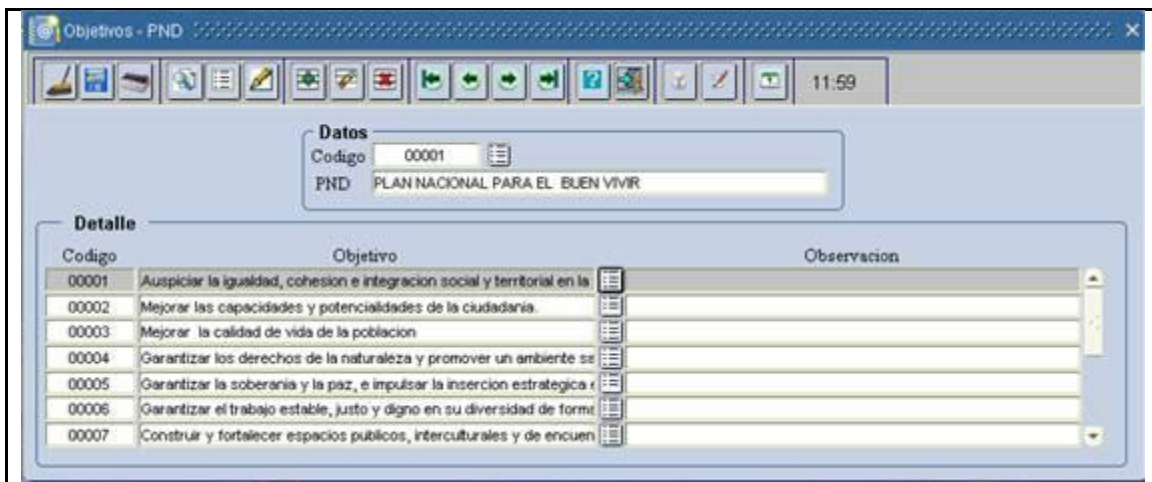 Objetivos - PND
11:59
Datos
Codigo 00001
PND PLAN NACIONAL PARA EL BUEN VIVIR
Detalle
Codigo Objetivo Observacion
00001 Auspiciar la igualdad, cohesion e integracion social y territorial en la
00002 Mejorar las capacidades y potencialidades de la ciudadania.
00003 Mejorar la calidad de vida de la poblacion
00004 Garantizar los derechos de la naturaleza y promover un ambiente sa
00005 Garantizar la soberania y la paz, e impulsar la insercion estrategica e
00006 Garantizar el trabajo estable, justo y digno en su diversidad de forma
00007 Construir y fortalecer espacios publicos, interculturales y de encuen